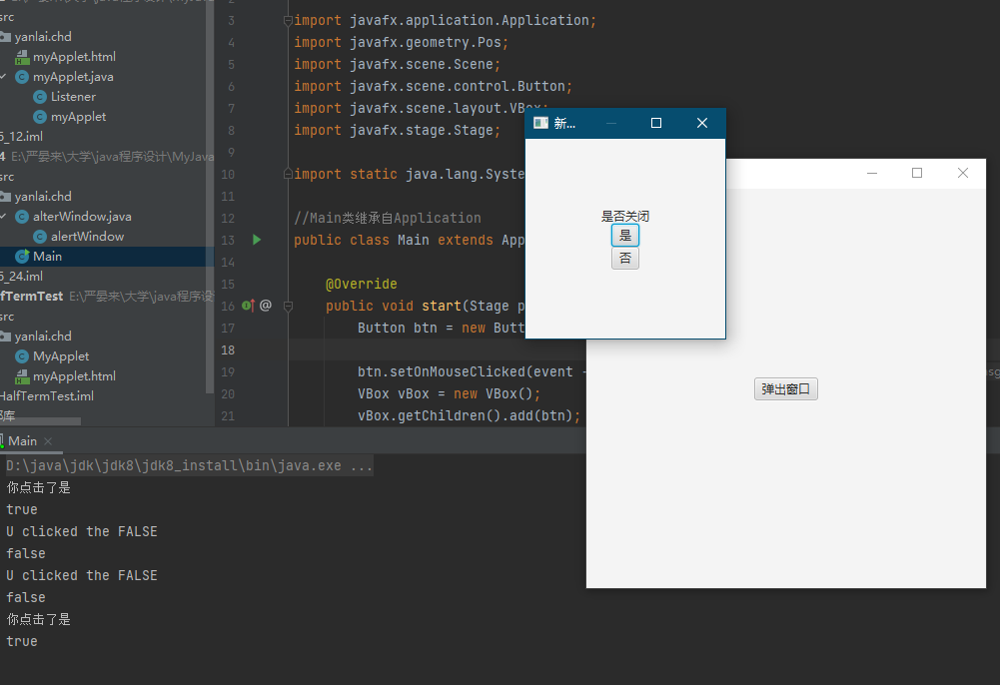 src
yanlai.chd
myApplet.html
myApplet.java
Listener
myApplet
5_12.iml
4 E:\严晏来\大学\java程序设计\MyJava
src
yanlai.chd
alterWindow.java
alertWindow
Main
5_24.iml
lfTermTest E:\严晏来\大学\java程序设
src
yanlai.chd
MyApplet
myApplet.html
HalfTermTest.iml
3 import javafx.application.Application;
4 import javafx.geometry.Pos;
5 import javafx.scene.Scene;
6 import javafx.scene.control.Button;
7 import javafx.scene.layout.VBox;
8 import javafx.stage.Stage;
9
10 import static java.lang.Syste
11
12 //Main类继承自Application
13 public class Main extends App
14
15 @Override
16 @ public void start(Stage p
17 Button btn = new Butt
18
19 btn.setOnMouseClicked(event -
20 VBox vBox = new VBox();
21 vBox.getChildren().add(btn);
新...
是否关闭
是
否
弹出窗口
Main
D:\java\jdk\jdk8\jdk8_install\bin\java.exe ...
你点击了是
true
U clicked the FALSE
false
U clicked the FALSE
false
你点击了是
true